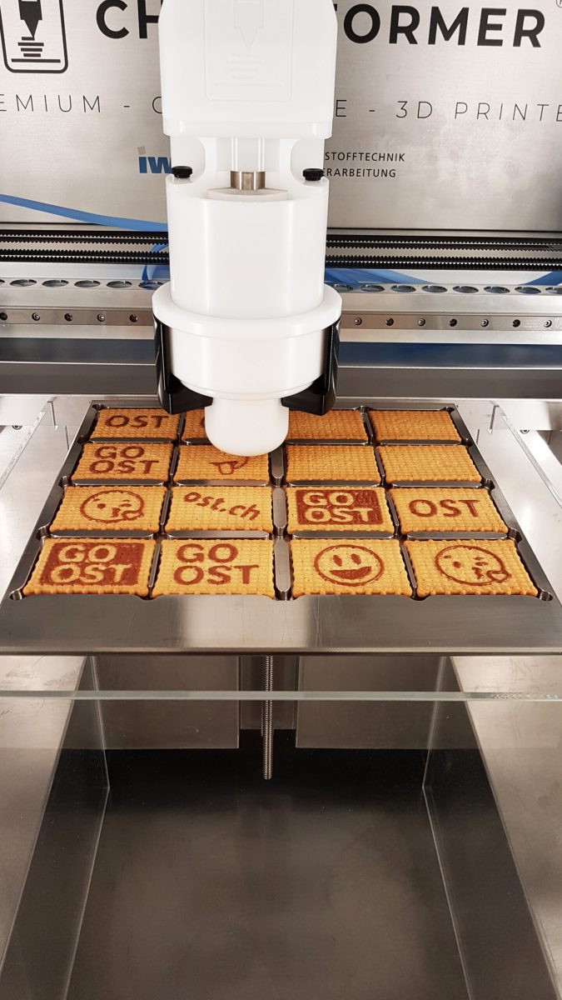 CH FORMER
EMIUM - C E - 3D PRINTE
iw STOFFTECHNIK
ERARBEITUNG
OST
GO
OST
ost.ch
GO
OST
OST
GO
OST
GO
OST